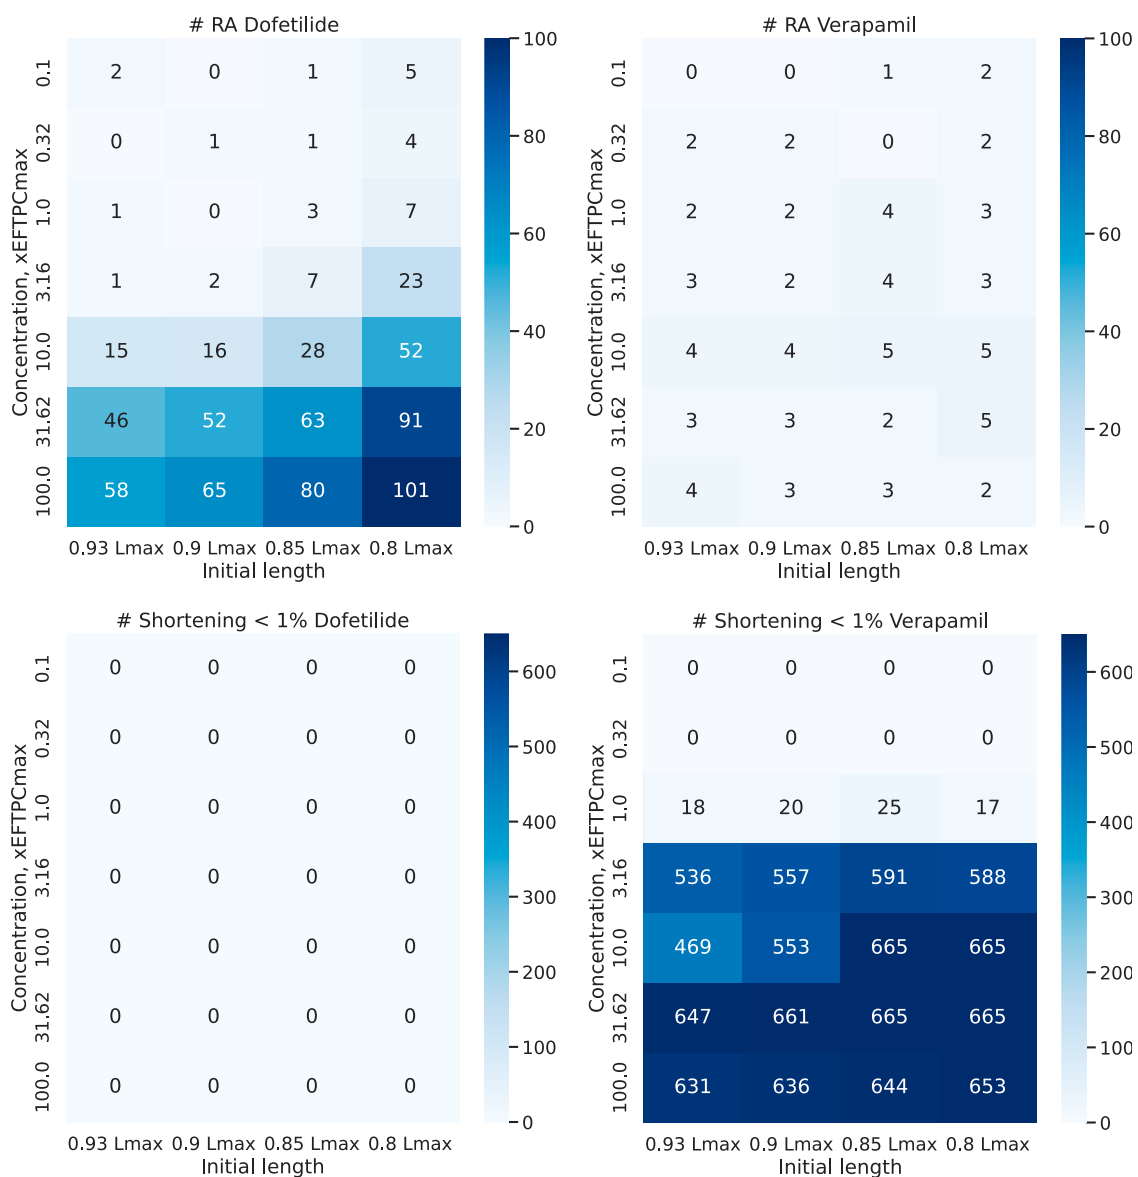 # RA Dofetilide
Concentration, xEFTPCmax
0.1 2 0 1 5
0.32 0 1 1 4
1.0 1 0 3 7
3.16 1 2 7 23
10.0 15 16 28 52
31.62 46 52 63 91
100.0 58 65 80 101
0.93 Lmax 0.9 Lmax 0.85 Lmax 0.8 Lmax
Initial length
100
80
60
40
20
0
# RA Verapamil
Concentration, xEFTPCmax
0.1 0 0 1 2
0.32 2 2 0 2
1.0 2 2 4 3
3.16 3 2 4 3
10.0 4 4 5 5
31.62 3 3 2 5
100.0 4 3 3 2
0.93 Lmax 0.9 Lmax 0.85 Lmax 0.8 Lmax
Initial length
100
80
60
40
20
0
# Shortening < 1% Dofetilide
Concentration, xEFTPCmax
0.1 0 0 0 0
0.32 0 0 0 0
1.0 0 0 0 0
3.16 0 0 0 0
10.0 0 0 0 0
31.62 0 0 0 0
100.0 0 0 0 0
0.93 Lmax 0.9 Lmax 0.85 Lmax 0.8 Lmax
Initial length
600
500
400
300
200
100
0
# Shortening < 1% Verapamil
Concentration, xEFTPCmax
0.1 0 0 0 0
0.32 0 0 0 0
1.0 18 20 25 17
3.16 536 557 591 588
10.0 469 553 665 665
31.62 647 661 665 665
100.0 631 636 644 653
0.93 Lmax 0.9 Lmax 0.85 Lmax 0.8 Lmax
Initial length
600
500
400
300
200
100
0